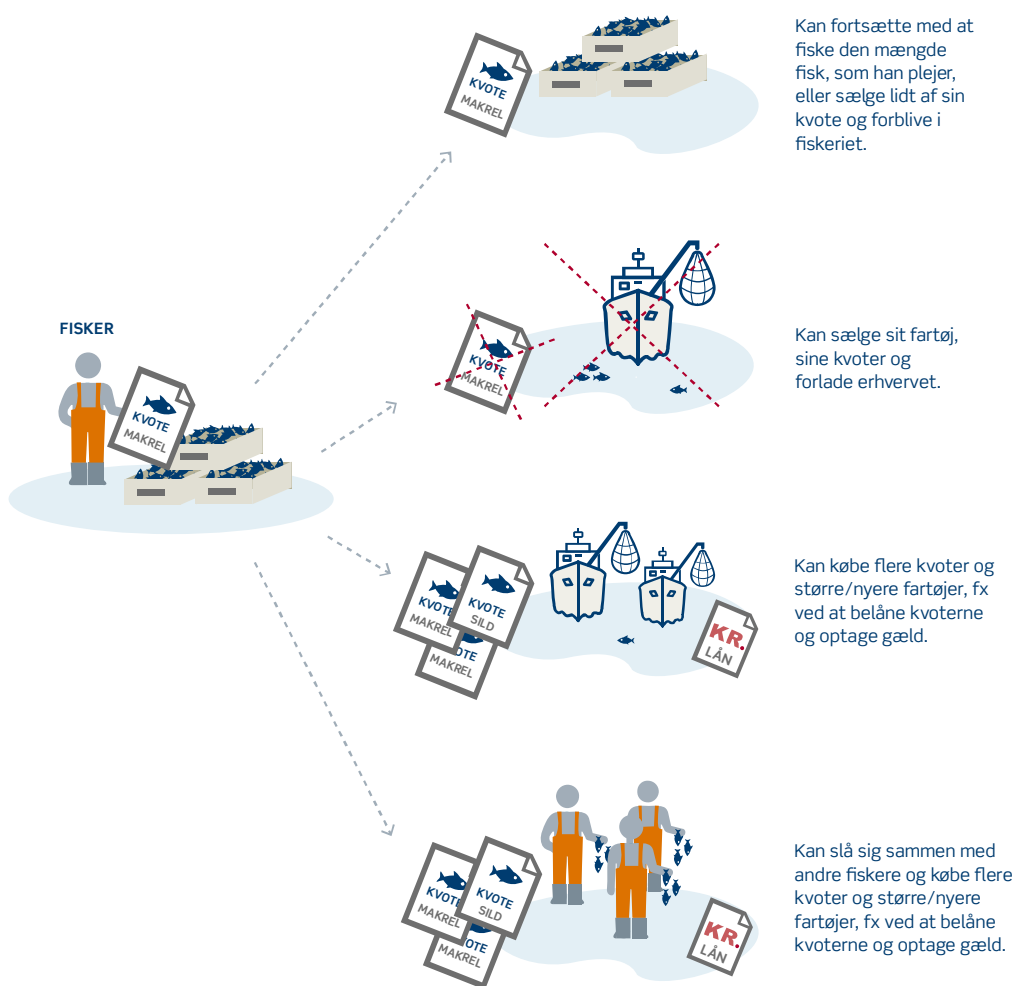 Kan fortsætte med at
fiske den mængde
fisk, som han plejer,
eller sælge lidt af sin
kvote og forblive i
fiskeriet.
KVOTE
MAKREL
FISKER
KVOTE
MAKREL
KVOTE
MAKREL
Kan sælge sit fartøj,
sine kvoter og
forlade erhvervet.
KVOTE
MAKREL
KVOTE
SILD
OTE
MAKREL
KR.
LÅN
Kan købe flere kvoter og
større/nyere fartøjer, fx
ved at belåne kvoterne
og optage gæld.
KVOTE
MAKREL
KVOTE
SILD
OTE
MAKREL
KR.
LÅN
Kan slå sig sammen med
andre fiskere og købe flere
kvoter og større/nyere
fartøjer, fx ved at belåne
kvoterne og optage gæld.